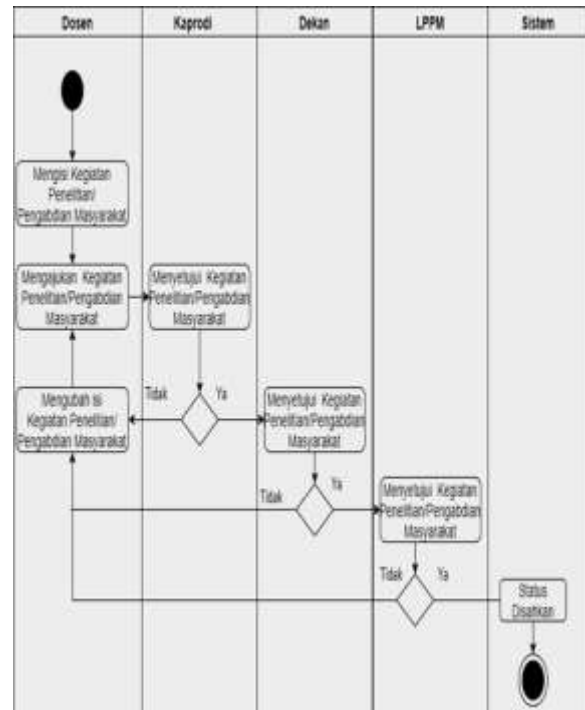 Dosen
Kaprodi
Dekan
LPPM
Sistem
Mengisi Kegiatan
Penelitian/
Pengabdian Masyarakat
Mengajukan Kegiatan
Penelitian/Pengabdian
Masyarakat
Menyetujui Kegiatan
Penelitian/Pengabdian
Masyarakat
Mengubah isi
Kegiatan Penelitian/
Pengabdian Masyarakat
Tidak
Ya
Menyetujui Kegiatan
Penelitian/Pengabdian
Masyarakat
Tidak
Ya
Menyetujui Kegiatan
Penelitian/Pengabdian
Masyarakat
Tidak
Ya
Status
Disahkan